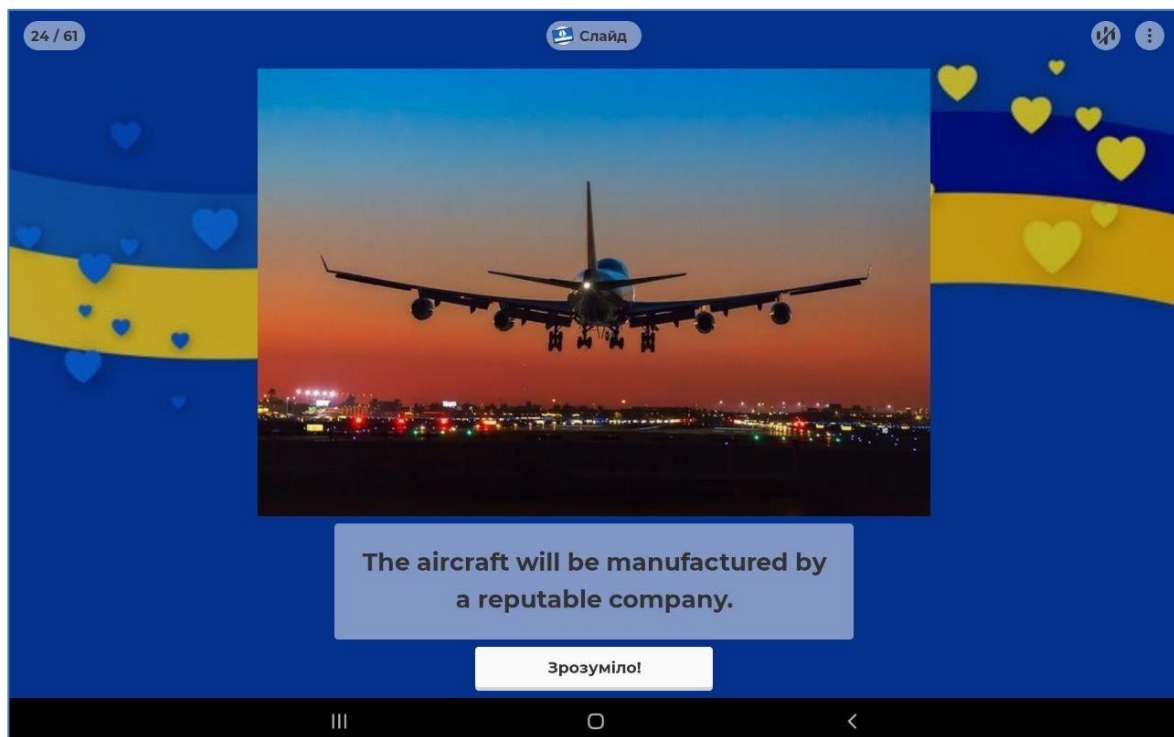 24 / 61
Слайд
The aircraft will be manufactured by
a reputable company.
Зрозуміло!